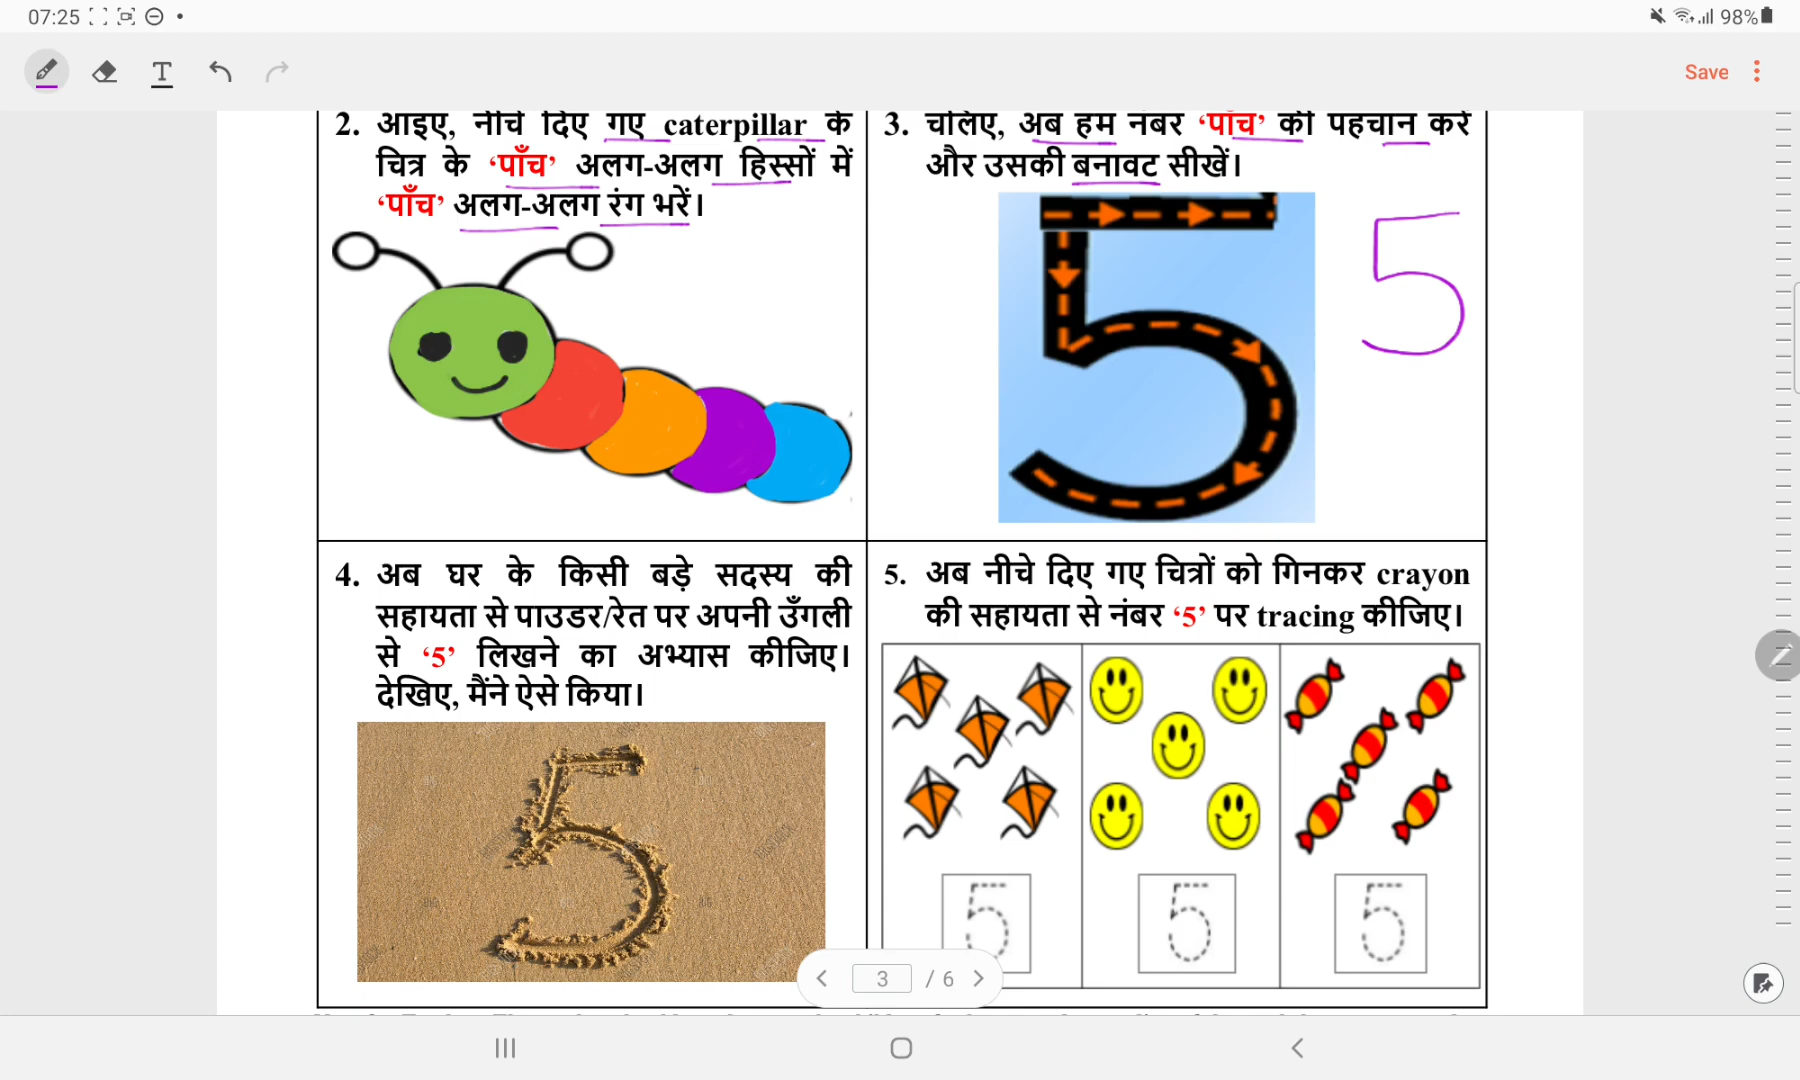 07:25
98%
Save
2. आइए, नीचे दिए गए caterpillar के
चित्र के ‘पाँच’ अलग-अलग हिस्सों में
‘पाँच’ अलग-अलग रंग भरें।
3. चलिए, अब हम नंबर ‘पाँच’ की पहचान करें
और उसकी बनावट सीखें।
5
4. अब घर के किसी बड़े सदस्य की
सहायता से पाउडर/रेत पर अपनी उँगली
से ‘5’ लिखने का अभ्यास कीजिए।
देखिए, मैंने ऐसे किया।
5
5. अब नीचे दिए गए चित्रों को गिनकर crayon
की सहायता से नंबर ‘5’ पर tracing कीजिए।
5 5 5
3 / 6